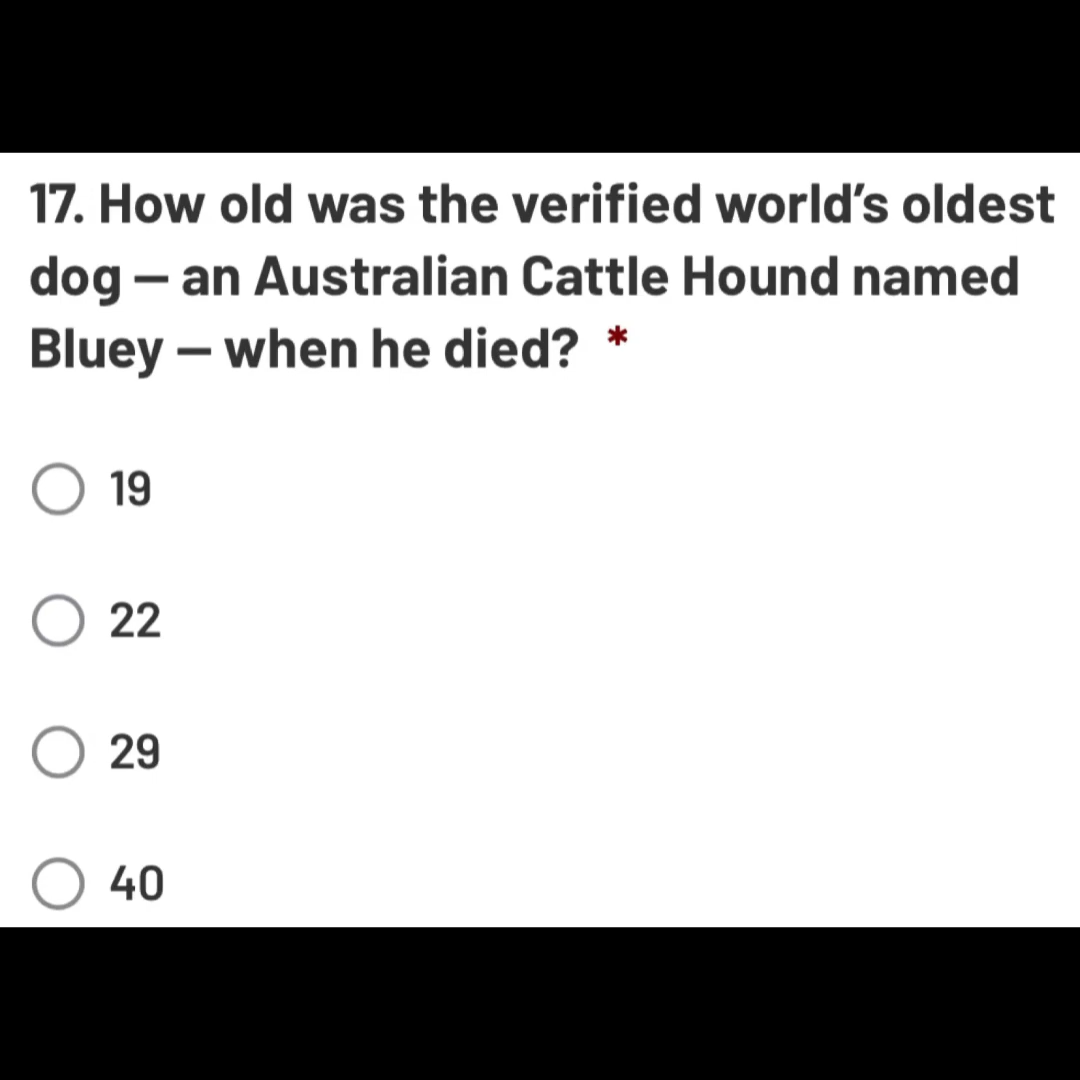 17. How old was the verified world’s oldest
dog – an Australian Cattle Hound named
Bluey – when he died? *
19
22
29
40